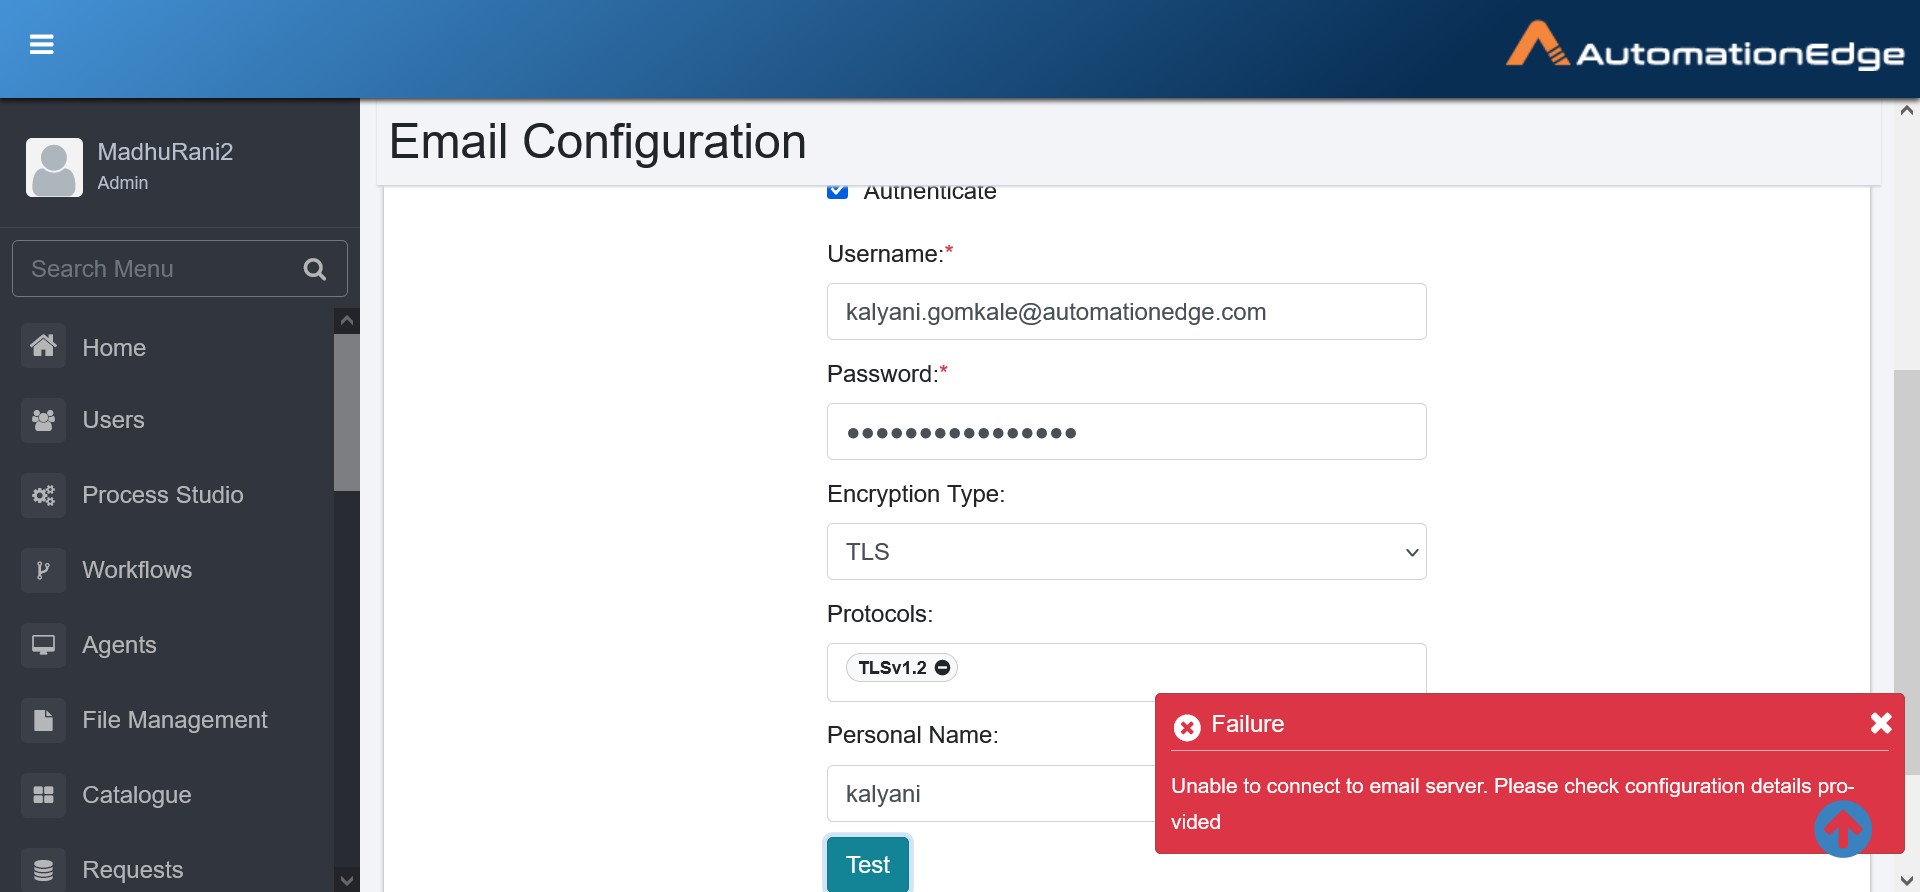 AutomationEdge
MadhuRani2
Admin
Search Menu
Home
Users
Process Studio
Workflows
Agents
File Management
Catalogue
Requests
Email Configuration
Authenticate
Username:*
kalyani.gomkale@automationedge.com
Password:*
••••••••••••••••
Encryption Type:
TLS
Protocols:
TLSv1.2
Personal Name:
kalyani
Test
Failure
Unable to connect to email server. Please check configuration details pro-
vided